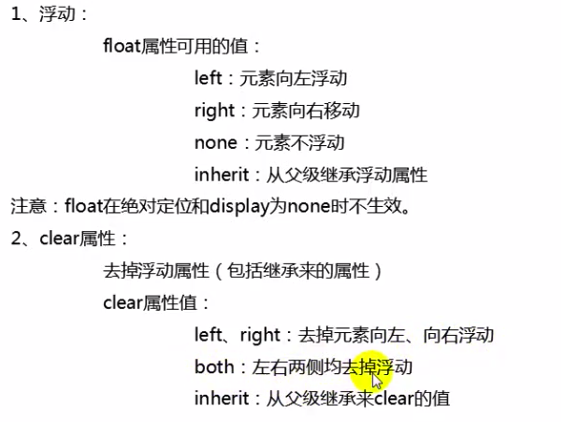 1、浮动：
float属性可用的值：
left：元素向左浮动
right：元素向右移动
none：元素不浮动
inherit：从父级继承浮动属性
注意：float在绝对定位和display为none时不生效。
2、clear属性：
去掉浮动属性（包括继承来的属性）
clear属性值：
left、right：去掉元素向左、向右浮动
both：左右两侧均去掉浮动
inherit：从父级继承来clear的值